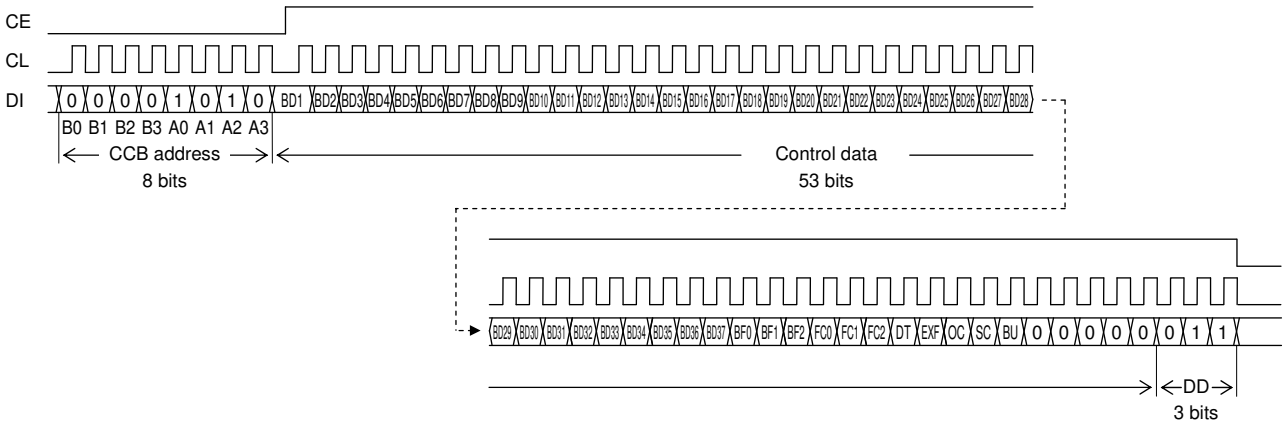 CE
CL
DI 0 0 0 0 1 0 1 0 BD1 BD2 BD3 BD4 BD5 BD6 BD7 BD8 BD9 BD10 BD11 BD12 BD13 BD14 BD15 BD16 BD17 BD18 BD19 BD20 BD21 BD22 BD23 BD24 BD25 BD26 BD27 BD28
B0 B1 B2 B3 A0 A1 A2 A3
CCB address Control data
8 bits 53 bits
BD29 BD30 BD31 BD32 BD33 BD34 BD35 BD36 BD37 BF0 BF1 BF2 FC0 FC1 FC2 DT EXF OC SC BU 0 0 0 0 0 0 1 1
DD
3 bits